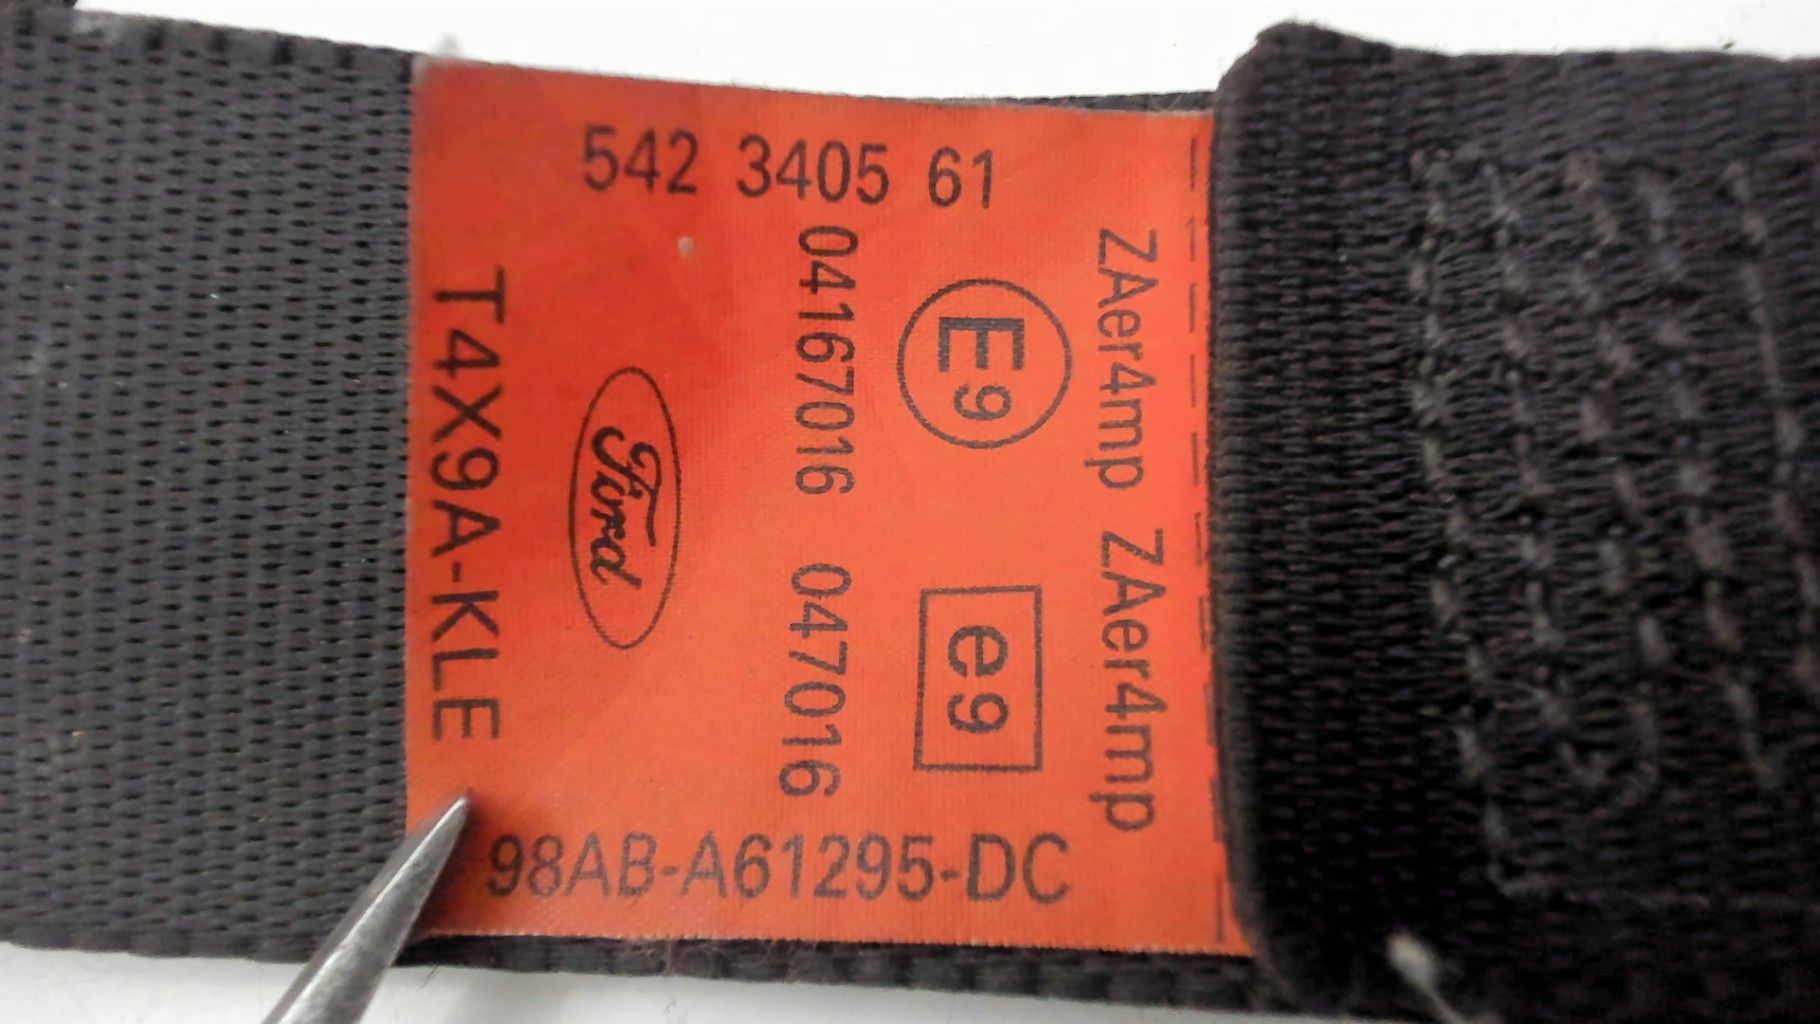 542 3405 61
ZAer4mp ZAer4mp
E9 e9
04167016 047016
Ford
T4X9A-KLE
98AB-A61295-DC